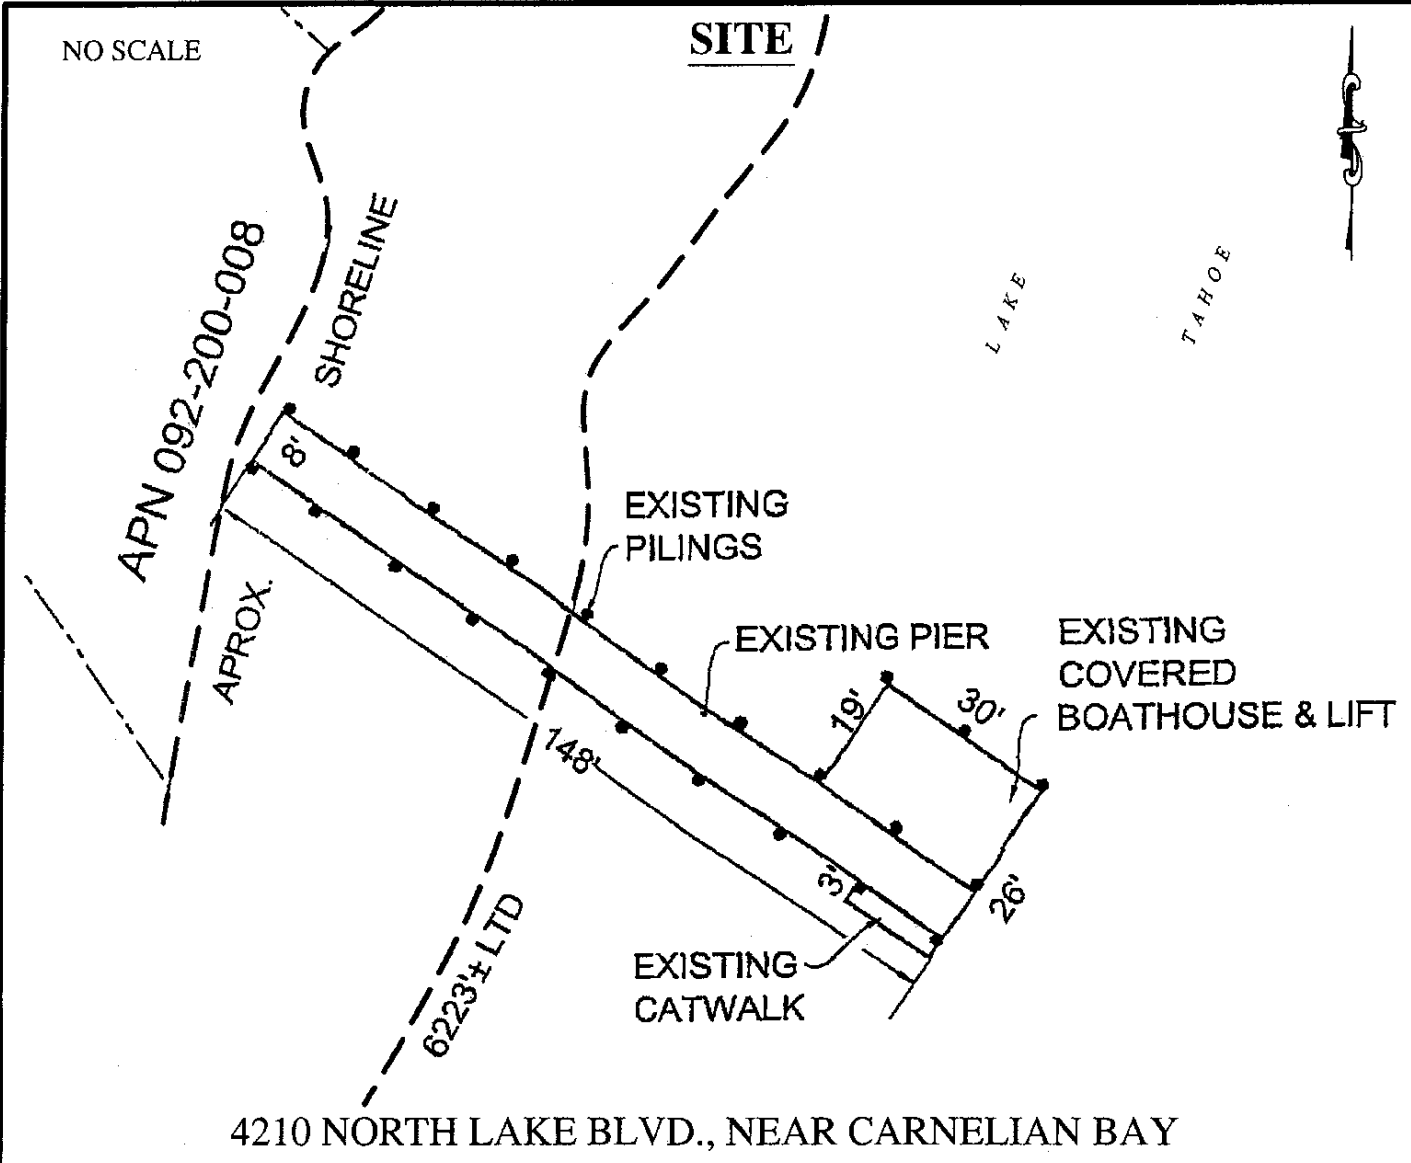 NO SCALE
SITE
SHORELINE
APN 092-200-008
LAKE
TAHOE
8'
EXISTING
PILINGS
APROX.
EXISTING PIER
EXISTING
COVERED
BOATHOUSE & LIFT
19'
30'
148'
3'
26'
EXISTING
CATWALK
6223'± LTD
4210 NORTH LAKE BLVD., NEAR CARNELIAN BAY